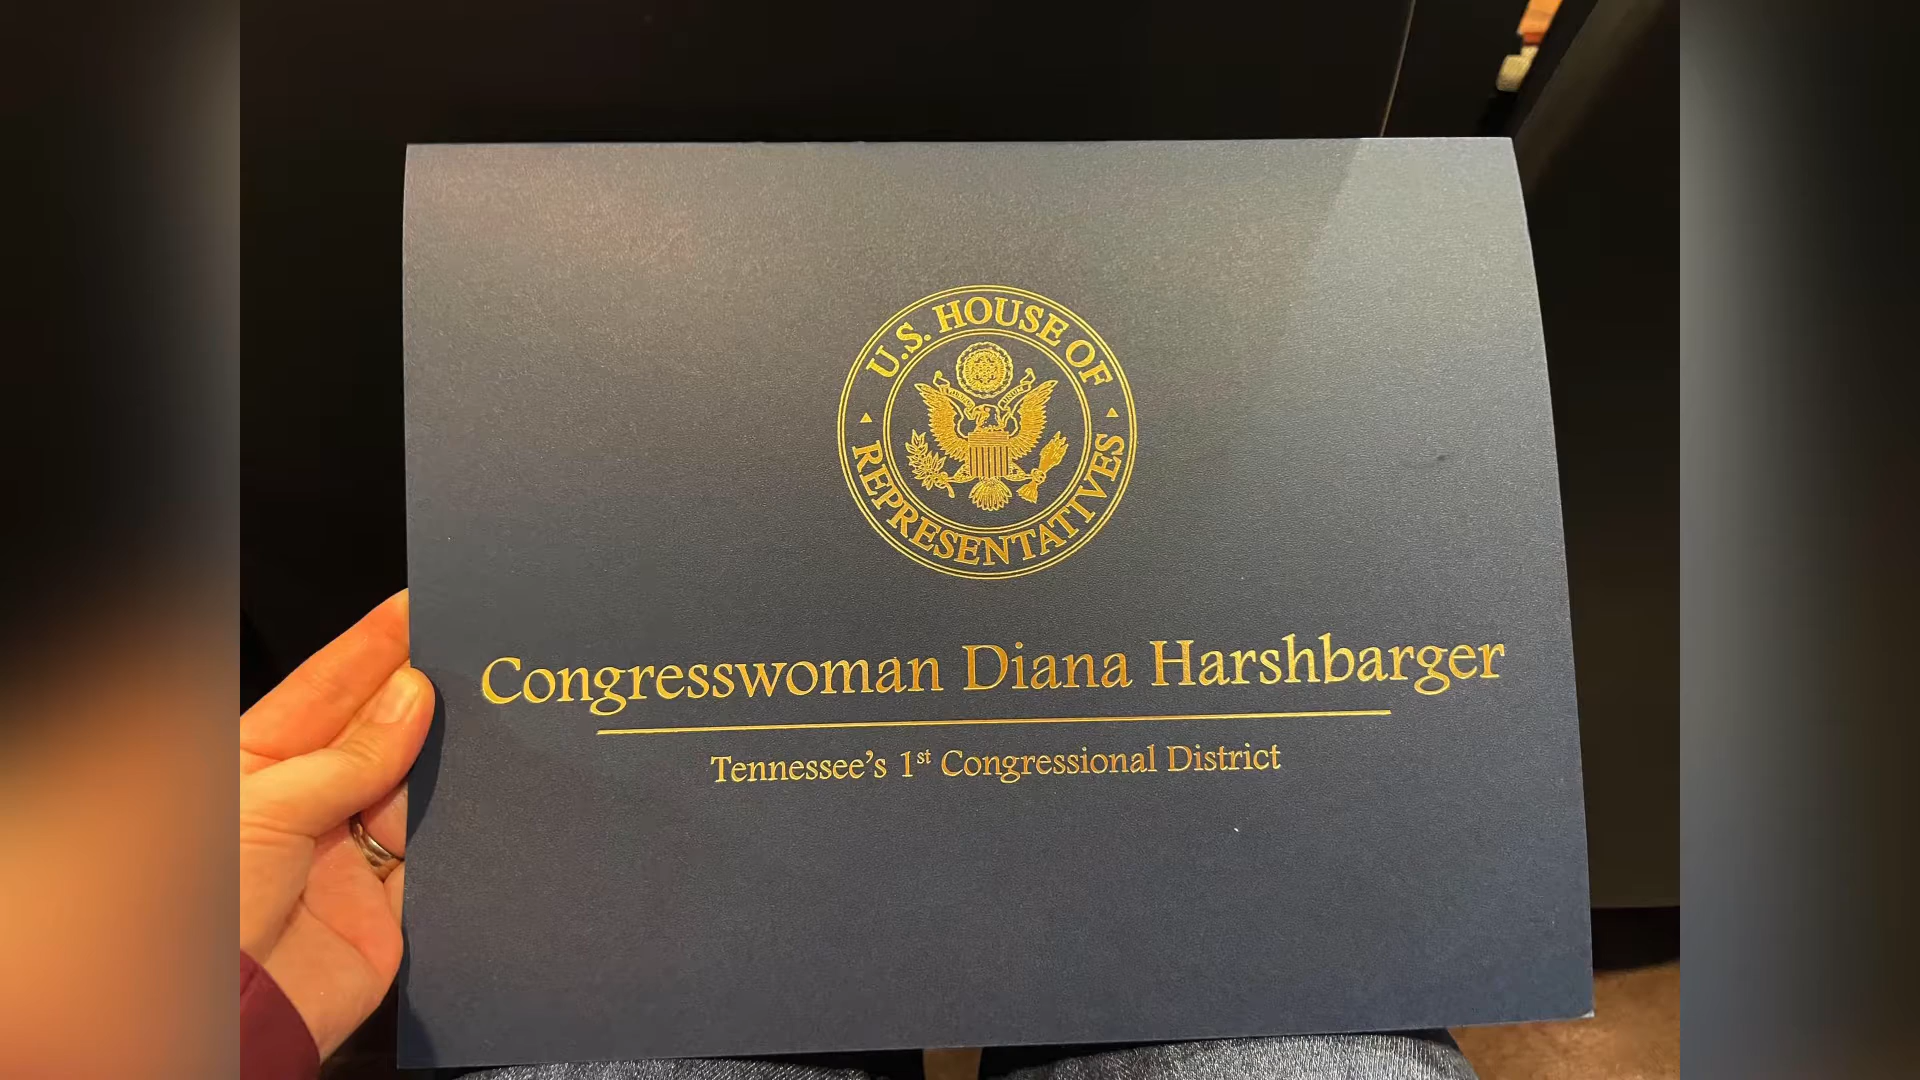 U.S. HOUSE OF
REPRESENTATIVES
Congresswoman Diana Harshbarger
Tennessee's 1st Congressional District